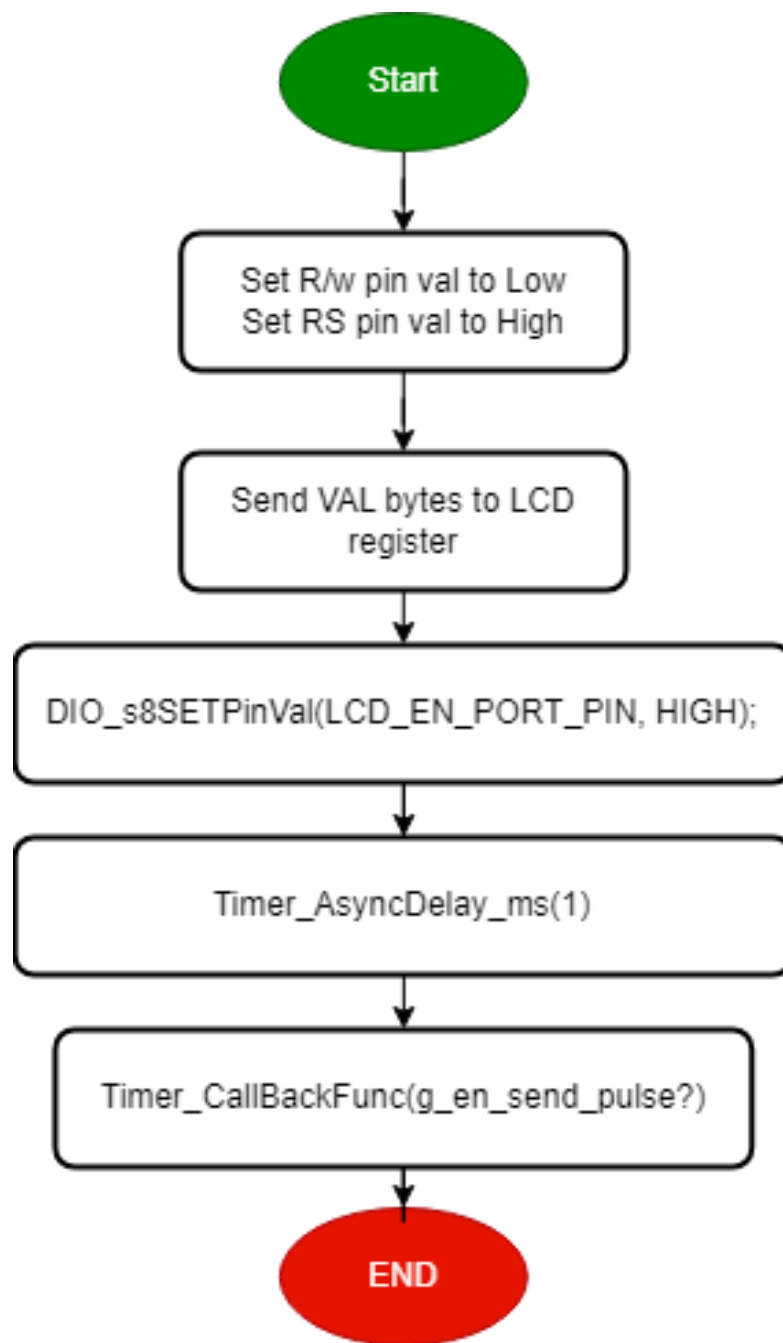 Start
Set R/w pin val to Low
Set RS pin val to High
Send VAL bytes to LCD
register
DIO_s8SETPinVal(LCD_EN_PORT_PIN, HIGH);
Timer_AsyncDelay_ms(1)
Timer_CallBackFunc(g_en_send_pulse?)
END